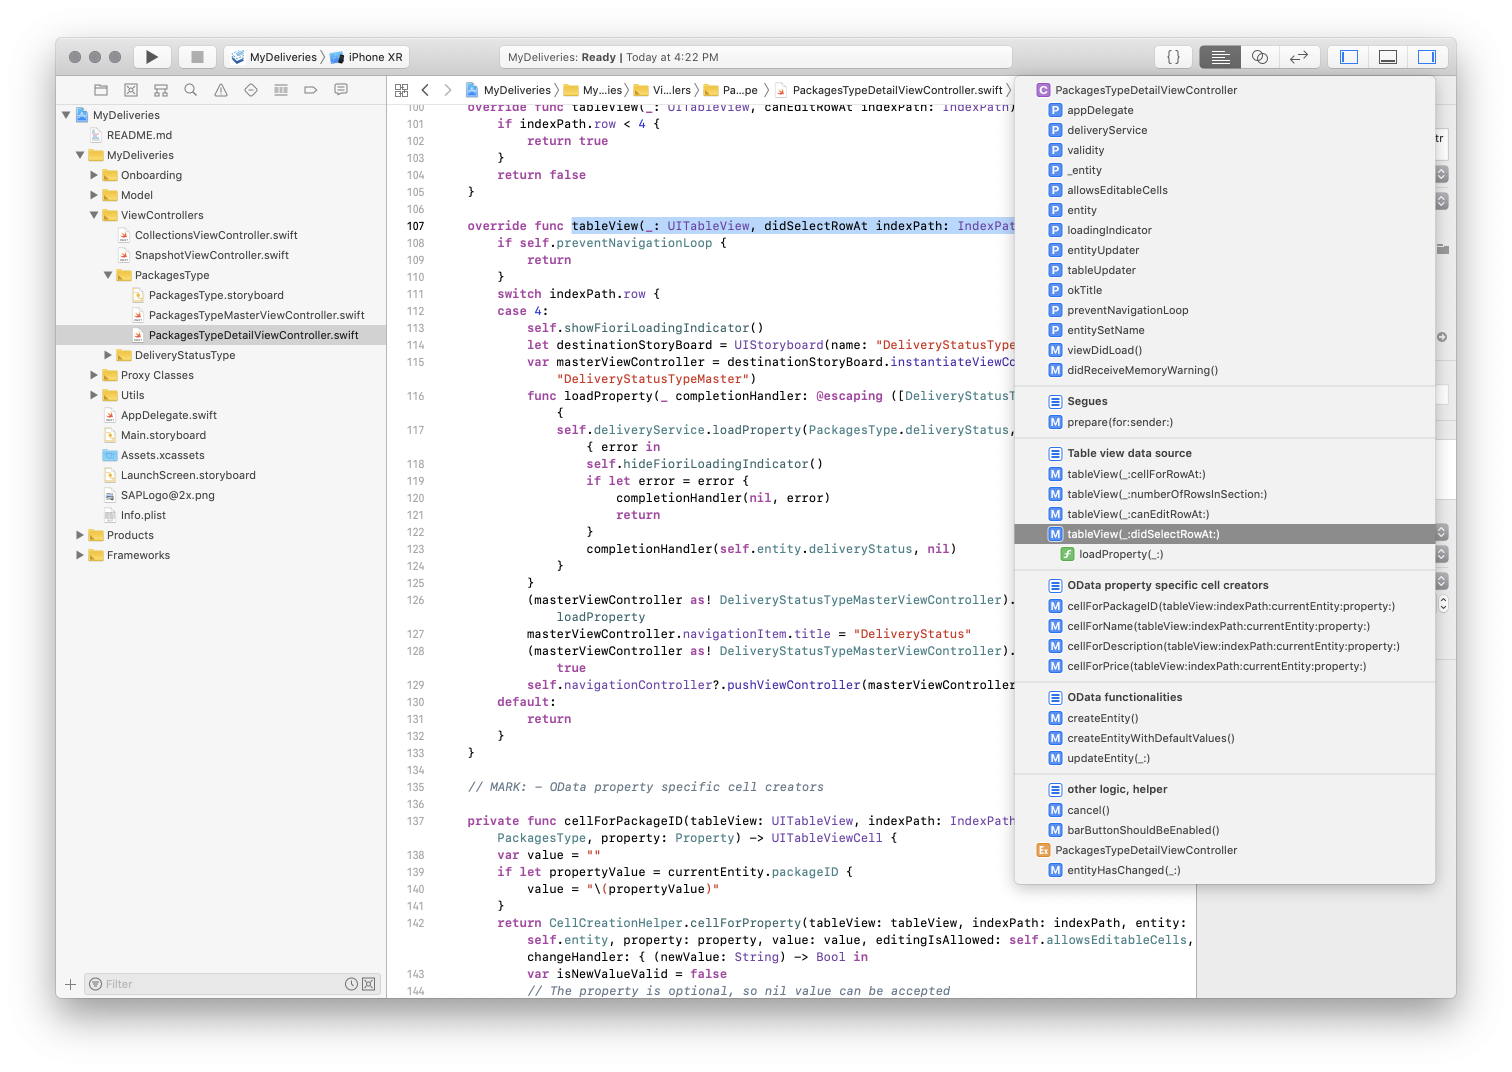 MyDeliveries
iPhone XR
MyDeliveries: Ready | Today at 4:22 PM
{ }
MyDeliveries
My...ies
Vi...lers
Pa...pe
PackagesTypeDetailViewController.swift
MyDeliveries
README.md
MyDeliveries
Onboarding
Model
ViewControllers
CollectionsViewController.swift
SnapshotViewController.swift
PackagesType
PackagesType.storyboard
PackagesTypeMasterViewController.swift
PackagesTypeDetailViewController.swift
DeliveryStatusType
Proxy Classes
Utils
AppDelegate.swift
Main.storyboard
Assets.xcassets
LaunchScreen.storyboard
SAPLogo@2x.png
Info.plist
Products
Frameworks
Filter
100 override func tableView(_: UITableView, canEditRowAt indexPath: IndexPath)
101 if indexPath.row < 4 {
102 return true
103 }
104 return false
105 }
106
107 override func tableView(_: UITableView, didSelectRowAt indexPath: IndexPat
108 if self.preventNavigationLoop {
109 return
110 }
111 switch indexPath.row {
112 case 4:
113 self.showFioriLoadingIndicator()
114 let destinationStoryBoard = UIStoryboard(name: "DeliveryStatusType
115 var masterViewController = destinationStoryBoard.instantiateViewCo
"DeliveryStatusTypeMaster")
116 func loadProperty(_ completionHandler: @escaping ([DeliveryStatusT
{
117 self.deliveryService.loadProperty(PackagesType.deliveryStatus,
{ error in
118 self.hideFioriLoadingIndicator()
119 if let error = error {
120 completionHandler(nil, error)
121 return
122 }
123 completionHandler(self.entity.deliveryStatus, nil)
124 }
125 }
126 (masterViewController as! DeliveryStatusTypeMasterViewController).
loadProperty
127 masterViewController.navigationItem.title = "DeliveryStatus"
128 (masterViewController as! DeliveryStatusTypeMasterViewController).
true
129 self.navigationController?.pushViewController(masterViewController
130 default:
131 return
132 }
133 }
134
135 // MARK: - OData property specific cell creators
136
137 private func cellForPackageID(tableView: UITableView, indexPath: IndexPath
PackagesType, property: Property) -> UITableViewCell {
138 var value = ""
139 if let propertyValue = currentEntity.packageID {
140 value = "\(propertyValue)"
141 }
142 return CellCreationHelper.cellForProperty(tableView: tableView, indexPath: indexPath, entity:
self.entity, property: property, value: value, editingIsAllowed: self.allowsEditableCells,
changeHandler: { (newValue: String) -> Bool in
143 var isNewValueValid = false
144 // The property is optional, so nil value can be accepted
C PackagesTypeDetailViewController
P appDelegate
P deliveryService
P validity
P _entity
P allowsEditableCells
P entity
P loadingIndicator
P entityUpdater
P tableUpdater
P okTitle
P preventNavigationLoop
P entitySetName
M viewDidLoad()
M didReceiveMemoryWarning()
Segues
M prepare(for:sender:)
Table view data source
M tableView(_:cellForRowAt:)
M tableView(_:numberOfRowsInSection:)
M tableView(_:canEditRowAt:)
M tableView(_:didSelectRowAt:)
f loadProperty(_:)
OData property specific cell creators
M cellForPackageID(tableView:indexPath:currentEntity:property:)
M cellForName(tableView:indexPath:currentEntity:property:)
M cellForDescription(tableView:indexPath:currentEntity:property:)
M cellForPrice(tableView:indexPath:currentEntity:property:)
OData functionalities
M createEntity()
M createEntityWithDefaultValues()
M updateEntity(_:)
other logic, helper
M cancel()
M barButtonShouldBeEnabled()
Ex PackagesTypeDetailViewController
M entityHasChanged(_:)
tr